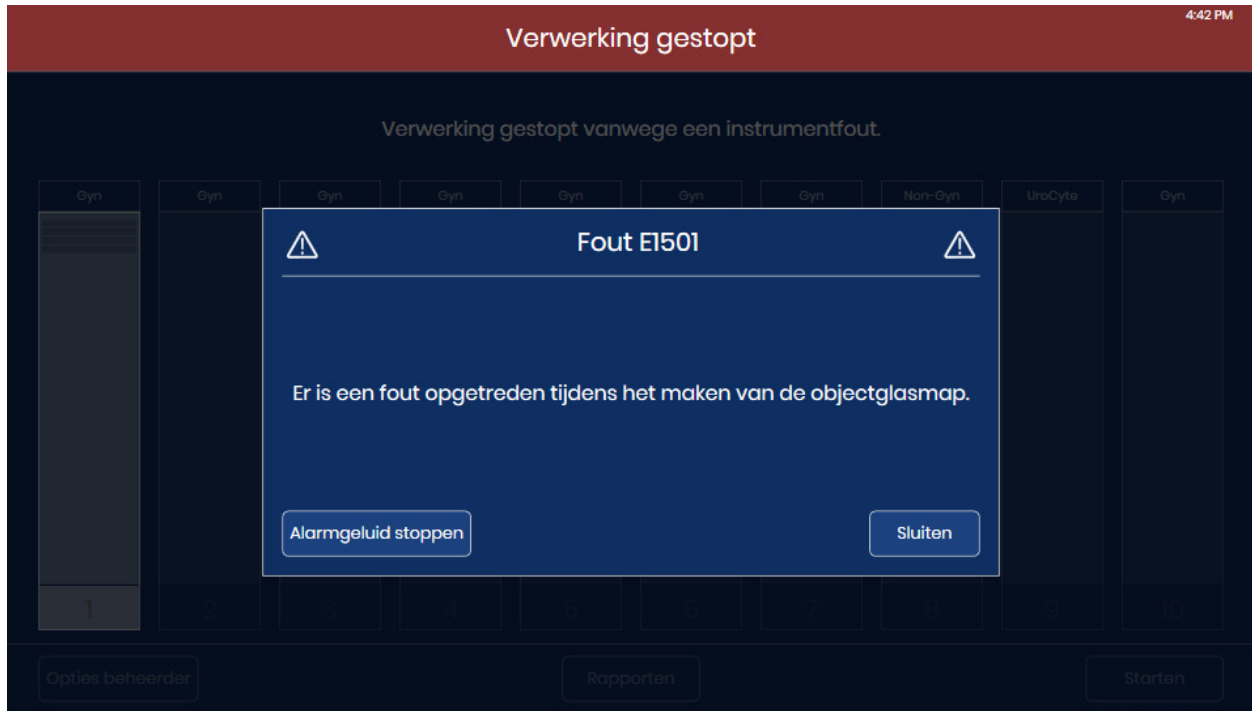 4:42 PM
Verwerking gestopt
Verwerking gestopt vanwege een instrumentfout.
Gyn
Gyn
Gyn
Gyn
Gyn
Gyn
Gyn
Non-Gyn
UroCyte
Gyn
Fout E1501
Er is een fout opgetreden tijdens het maken van de objectglasmap.
Alarmgeluid stoppen
Sluiten
1
2
3
4
5
6
7
8
9
10
Opties beheerder
Rapporten
Starten